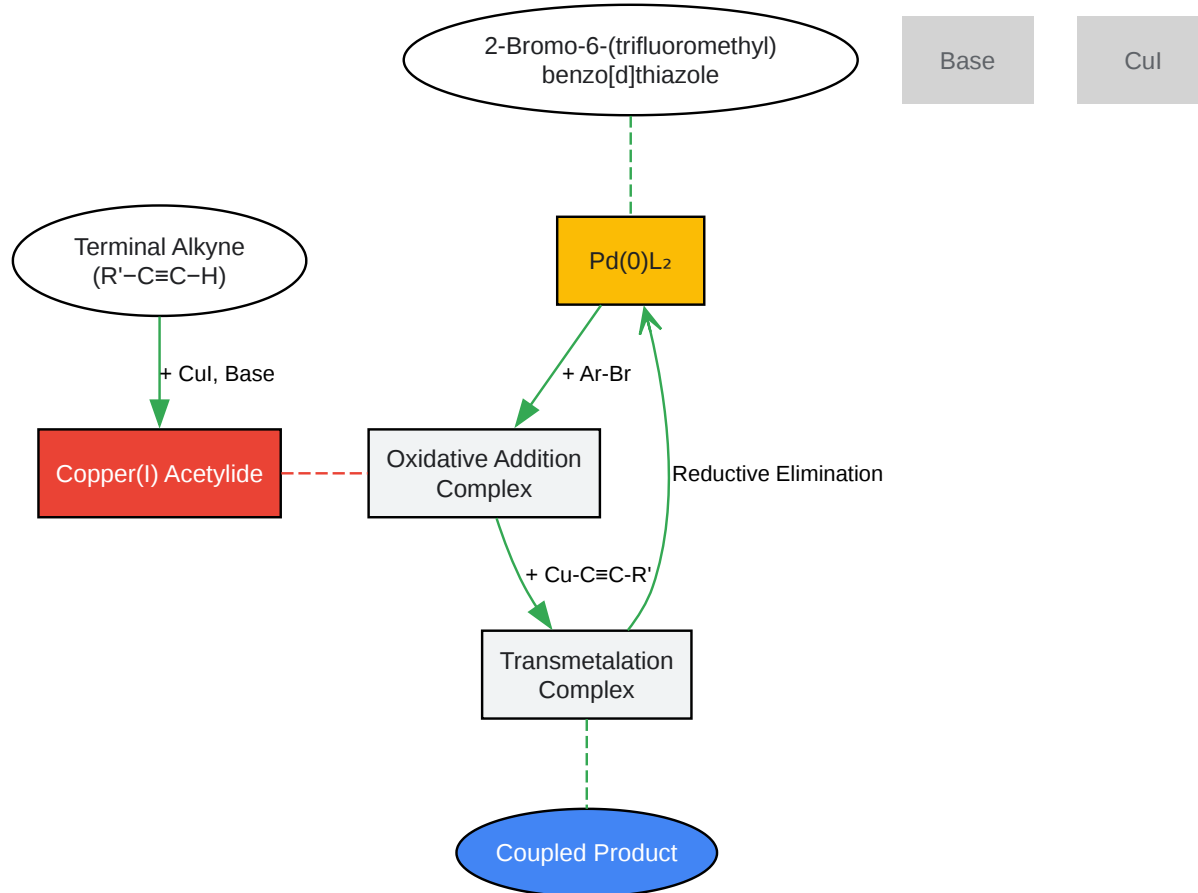 2-Bromo-6-(trifluoromethyl)
benzo[d]thiazole
Base
CuI
Terminal Alkyne
(R'−C≡C−H)
Pd(0)L₂
+ CuI, Base
+ Ar-Br
Copper(I) Acetylide
Oxidative Addition
Complex
Reductive Elimination
+ Cu-C≡C-R'
Transmetalation
Complex
Coupled Product